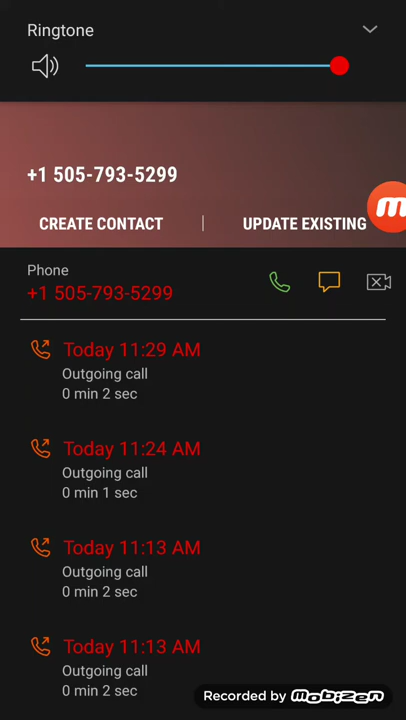 Ringtone
+1 505-793-5299
CREATE CONTACT | UPDATE EXISTING
Phone
+1 505-793-5299
Today 11:29 AM
Outgoing call
0 min 2 sec
Today 11:24 AM
Outgoing call
0 min 1 sec
Today 11:13 AM
Outgoing call
0 min 2 sec
Today 11:13 AM
Outgoing call
0 min 2 sec
Recorded by mobizen